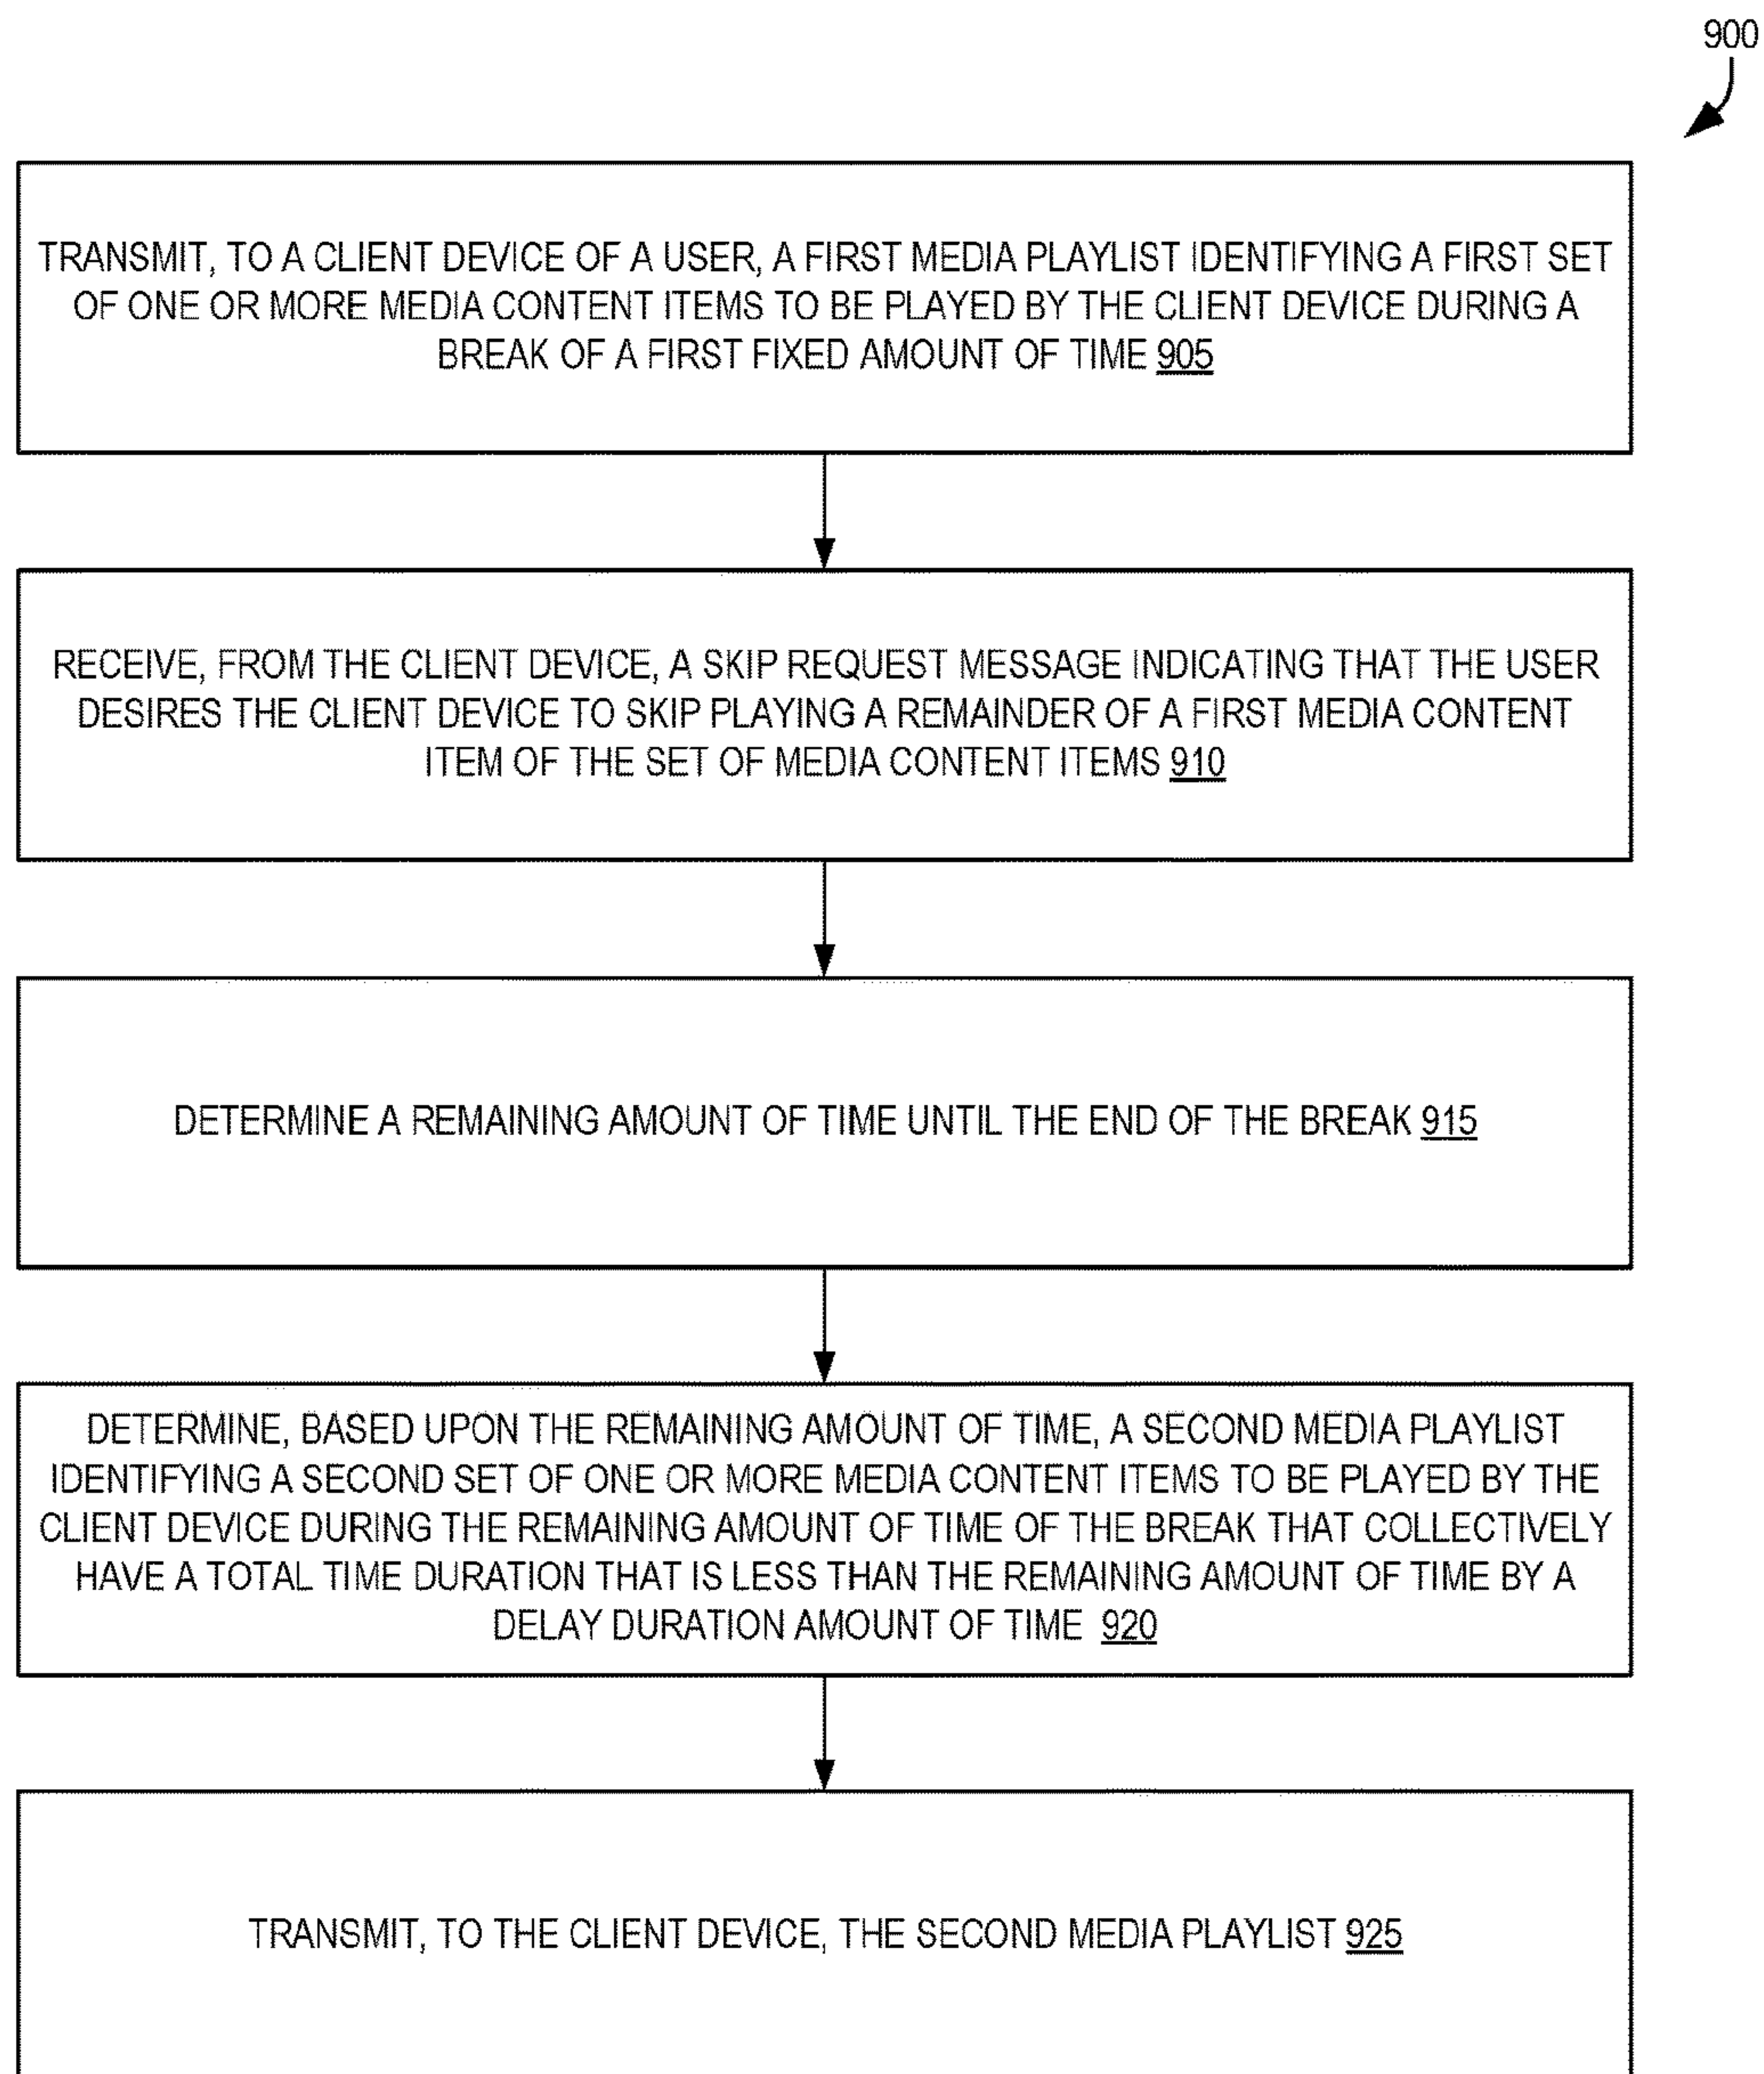 900
TRANSMIT, TO A CLIENT DEVICE OF A USER, A FIRST MEDIA PLAYLIST IDENTIFYING A FIRST SET
OF ONE OR MORE MEDIA CONTENT ITEMS TO BE PLAYED BY THE CLIENT DEVICE DURING A
BREAK OF A FIRST FIXED AMOUNT OF TIME 905
RECEIVE, FROM THE CLIENT DEVICE, A SKIP REQUEST MESSAGE INDICATING THAT THE USER
DESIRES THE CLIENT DEVICE TO SKIP PLAYING A REMAINDER OF A FIRST MEDIA CONTENT
ITEM OF THE SET OF MEDIA CONTENT ITEMS 910
DETERMINE A REMAINING AMOUNT OF TIME UNTIL THE END OF THE BREAK 915
DETERMINE, BASED UPON THE REMAINING AMOUNT OF TIME, A SECOND MEDIA PLAYLIST
IDENTIFYING A SECOND SET OF ONE OR MORE MEDIA CONTENT ITEMS TO BE PLAYED BY THE
CLIENT DEVICE DURING THE REMAINING AMOUNT OF TIME OF THE BREAK THAT COLLECTIVELY
HAVE A TOTAL TIME DURATION THAT IS LESS THAN THE REMAINING AMOUNT OF TIME BY A
DELAY DURATION AMOUNT OF TIME 920
TRANSMIT, TO THE CLIENT DEVICE, THE SECOND MEDIA PLAYLIST 925